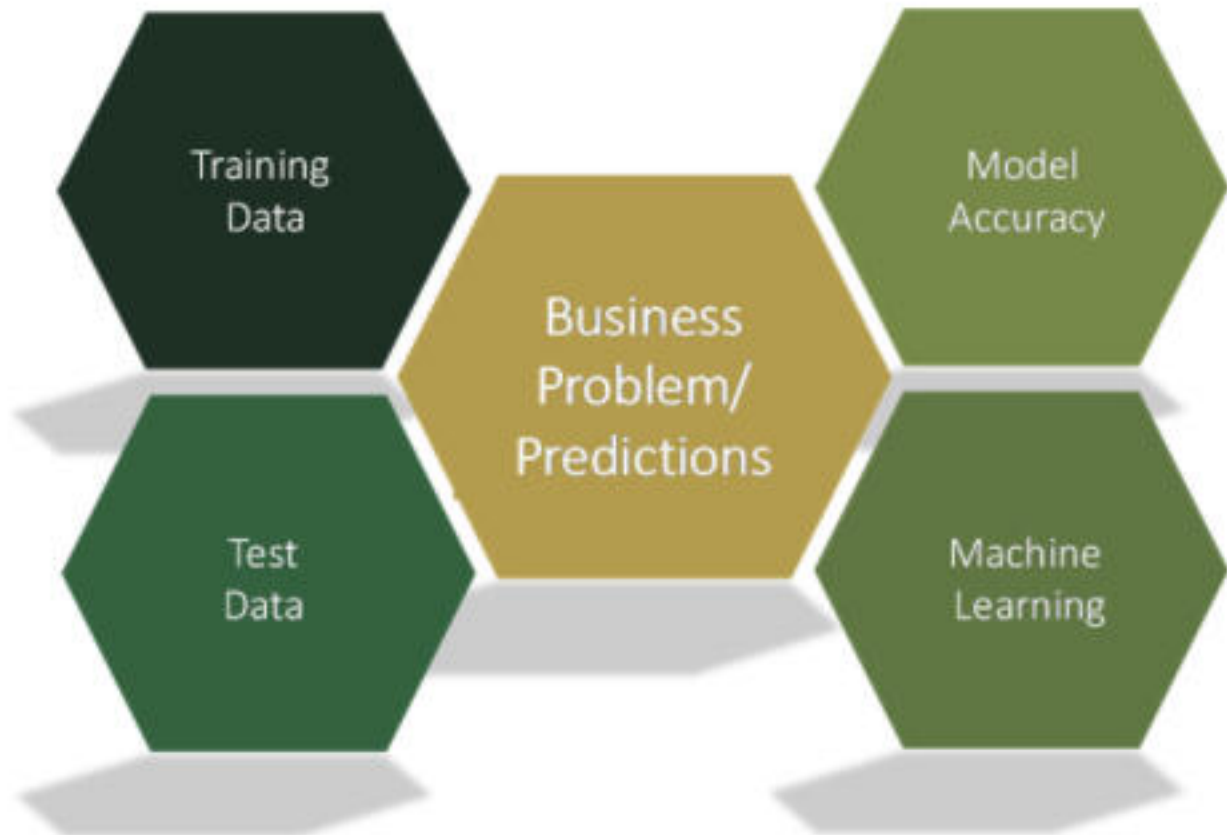 Training
Data
Model
Accuracy
Business
Problem/
Predictions
Test
Data
Machine
Learning